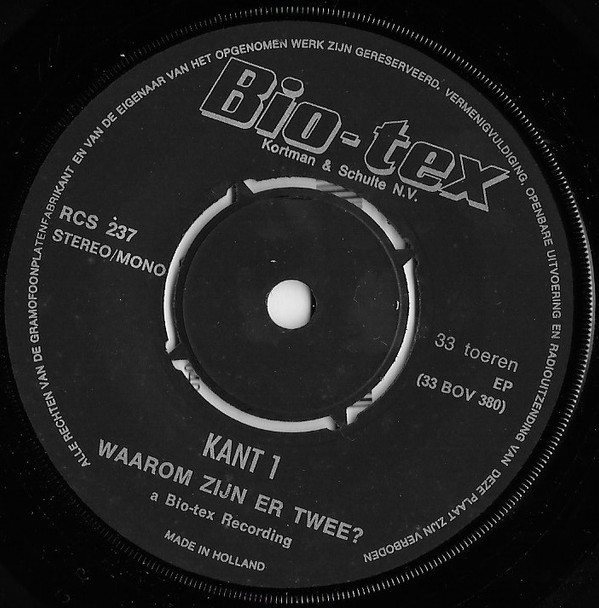 ALLE RECHTEN VAN DE GRAMOFOONPLATENFABRIKANT EN VAN DE EIGENAAR VAN HET OPGENOMEN WERK ZIJN GERESERVEERD, VERMENIGVULDIGING, OPENBARE UITVOERING EN RADIOUITZENDING VAN DEZE PLAAT ZIJN VERBODEN
Bio-tex
Kortman & Schulte N.V.
RCS 237
STEREO/MONO
33 toeren
EP
(33 BOV 380)
KANT 1
WAAROM ZIJN ER TWEE?
a Bio-tex Recording
MADE IN HOLLAND